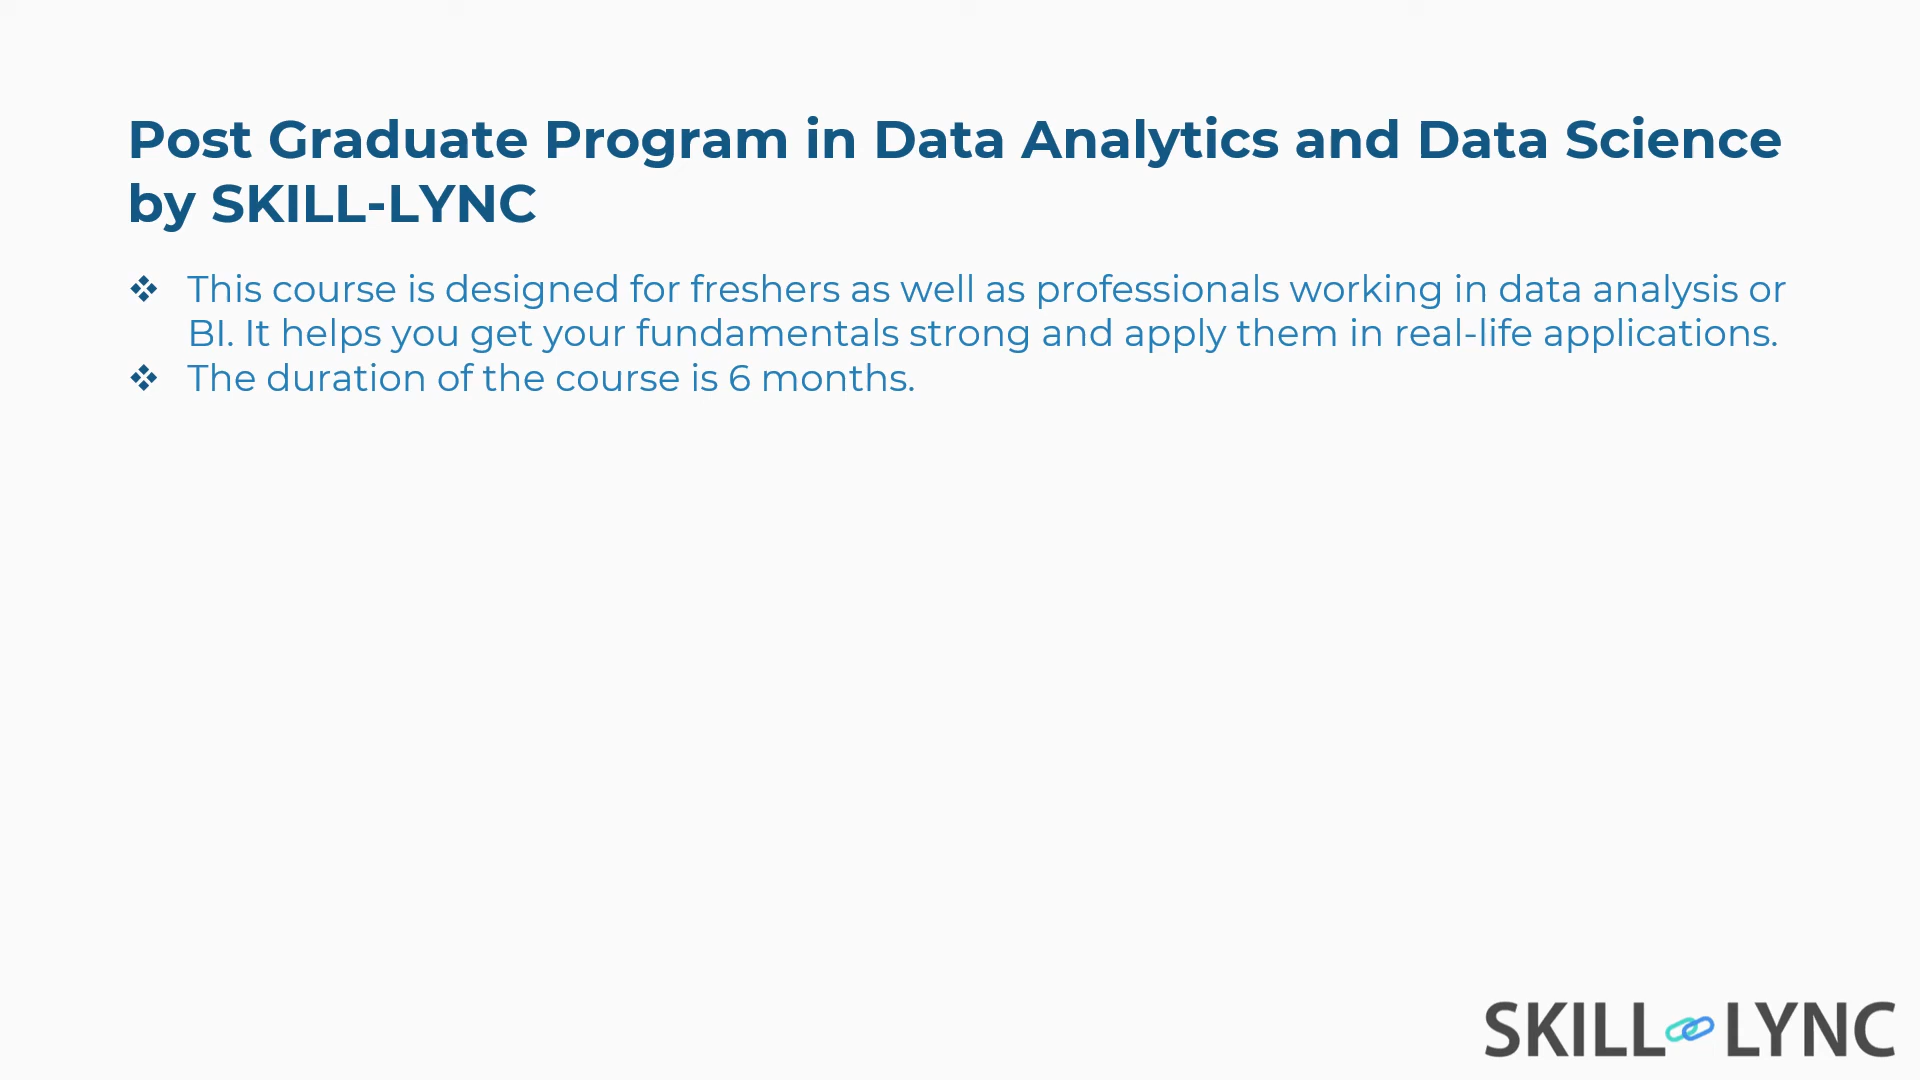 Post Graduate Program in Data Analytics and Data Science
by SKILL-LYNC
❖ This course is designed for freshers as well as professionals working in data analysis or
BI. It helps you get your fundamentals strong and apply them in real-life applications.
❖ The duration of the course is 6 months.
SKILL LYNC